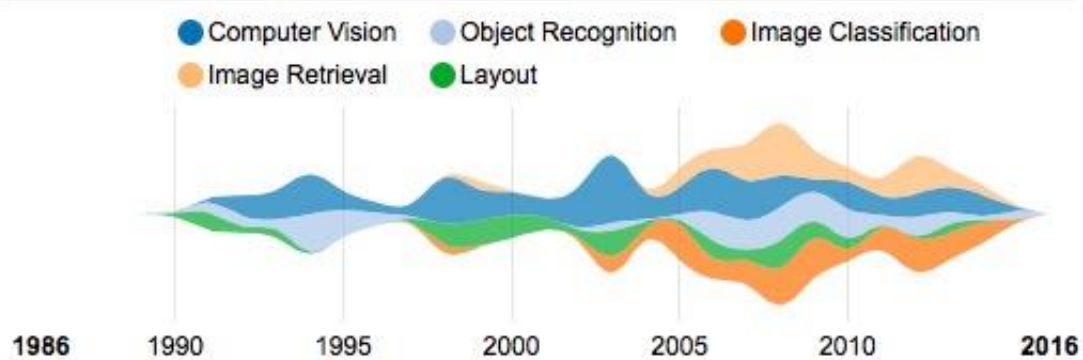 Computer Vision Object Recognition Image Classification
Image Retrieval Layout
1986 1990 1995 2000 2005 2010 2016